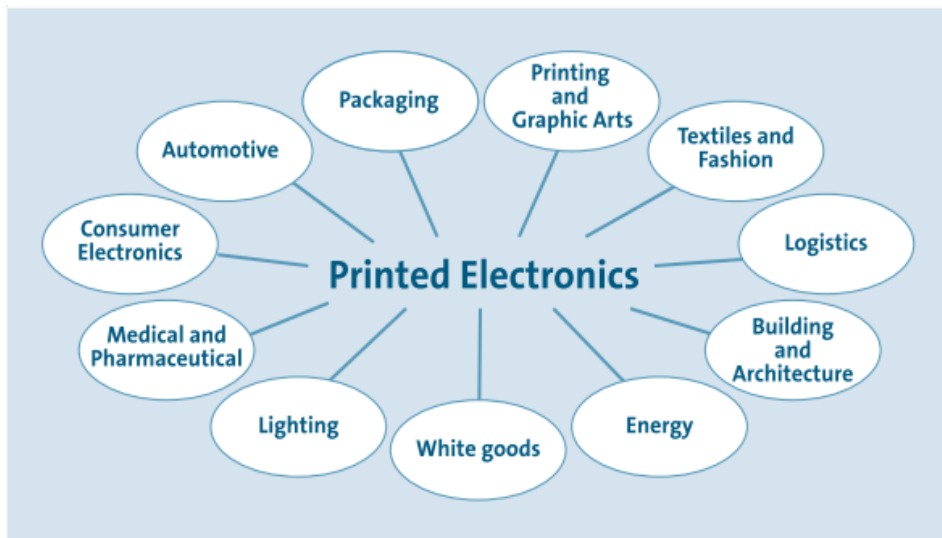 Packaging
Printing
and
Graphic Arts
Automotive
Textiles and
Fashion
Consumer
Electronics
Logistics
Printed Electronics
Medical and
Pharmaceutical
Building
and
Architecture
Lighting
White goods
Energy